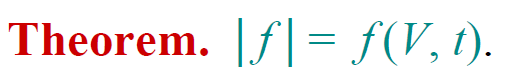 Theorem. |f| = f(V, t).